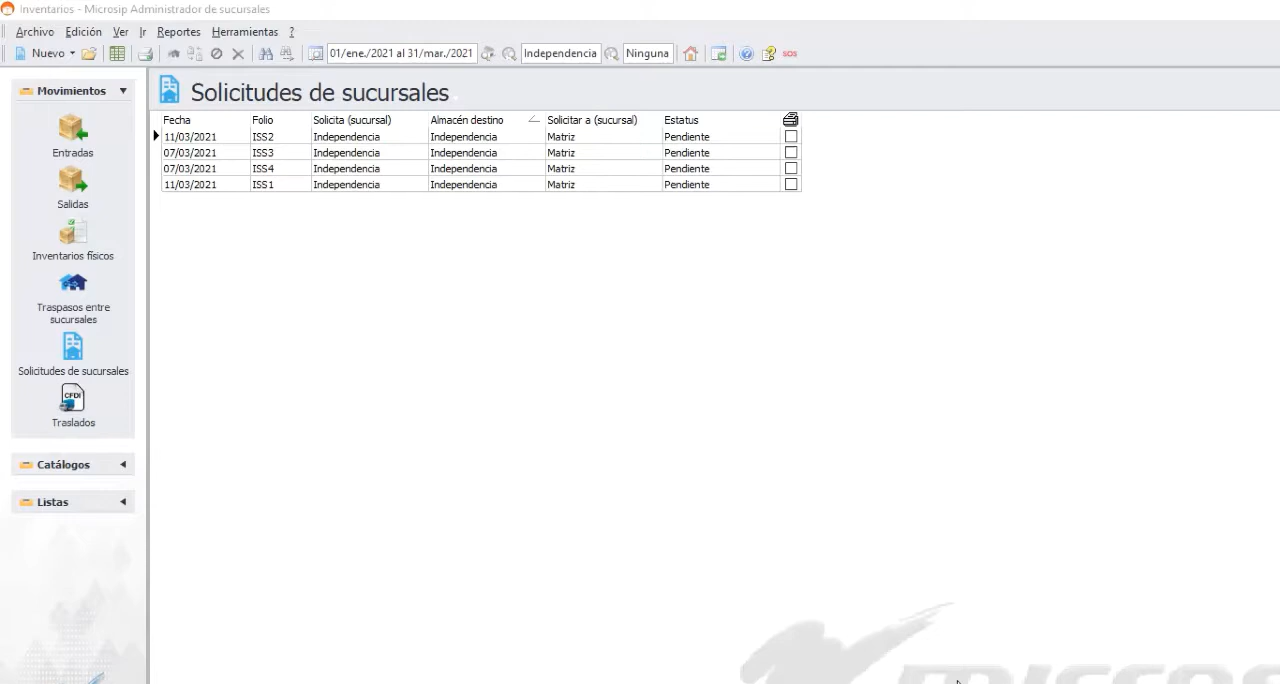 Inventarios - Microsip Administrador de sucursales
Archivo Edición Ver Ir Reportes Herramientas ?
Nuevo 01/ene./2021 al 31/mar./2021 Independencia Ninguna SOS
Movimientos
Entradas
Salidas
Inventarios físicos
Traspasos entre
sucursales
Solicitudes de sucursales
CFDI
Traslados
Catálogos
Listas
Solicitudes de sucursales
Fecha Folio Solicita (sucursal) Almacén destino Solicitar a (sucursal) Estatus
11/03/2021 ISS2 Independencia Independencia Matriz Pendiente
07/03/2021 ISS3 Independencia Independencia Matriz Pendiente
07/03/2021 ISS4 Independencia Independencia Matriz Pendiente
11/03/2021 ISS1 Independencia Independencia Matriz Pendiente